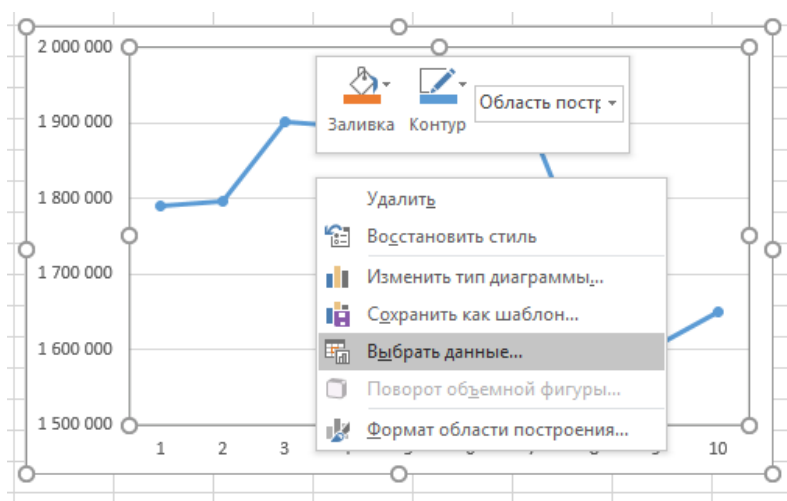 2 000 000
Область постр
Заливка Контур
1 900 000
Удалить
1 800 000
Восстановить стиль
1 700 000
Изменить тип диаграммы...
Сохранить как шаблон...
Выбрать данные...
1 600 000
Поворот объемной фигуры...
1 500 000
Формат области построения...
1 2 3 10